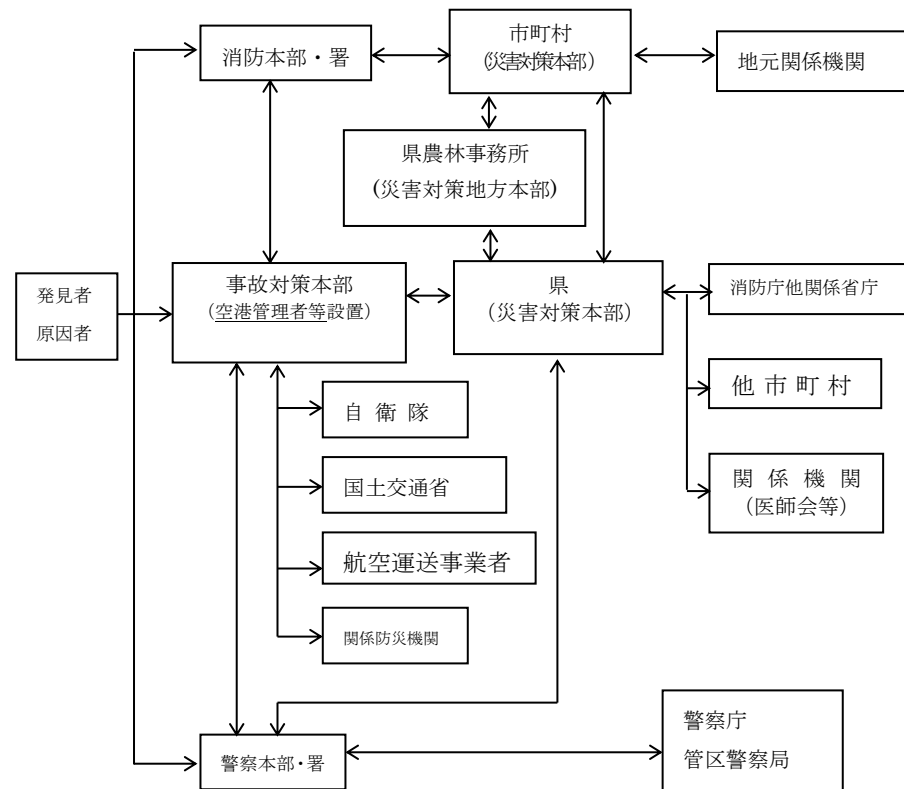 消防本部・署
市町村
(災害対策本部)
地元関係機関
県農林事務所
(災害対策地方本部)
発見者
原因者
事故対策本部
(空港管理者等設置)
県
(災害対策本部)
消防庁他関係省庁
他市町村
関係機関
(医師会等)
自衛隊
国土交通省
航空運送事業者
関係防災機関
警察本部・署
警察庁
管区警察局